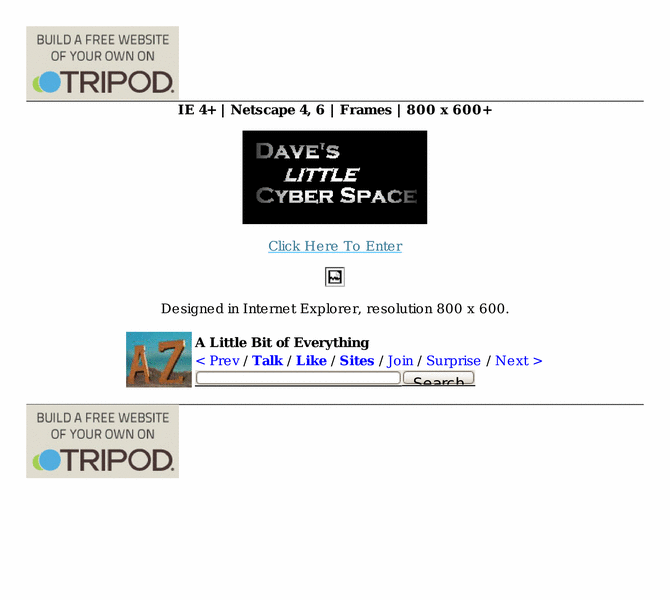 BUILD A FREE WEBSITE
OF YOUR OWN ON
TRIPOD.
IE 4+ | Netscape 4, 6 | Frames | 800 x 600+
DAVE'S
LITTLE
CYBER SPACE
Click Here To Enter
Designed in Internet Explorer, resolution 800 x 600.
AZ
A Little Bit of Everything
< Prev / Talk / Like / Sites / Join / Surprise / Next >
Search
BUILD A FREE WEBSITE
OF YOUR OWN ON
TRIPOD.